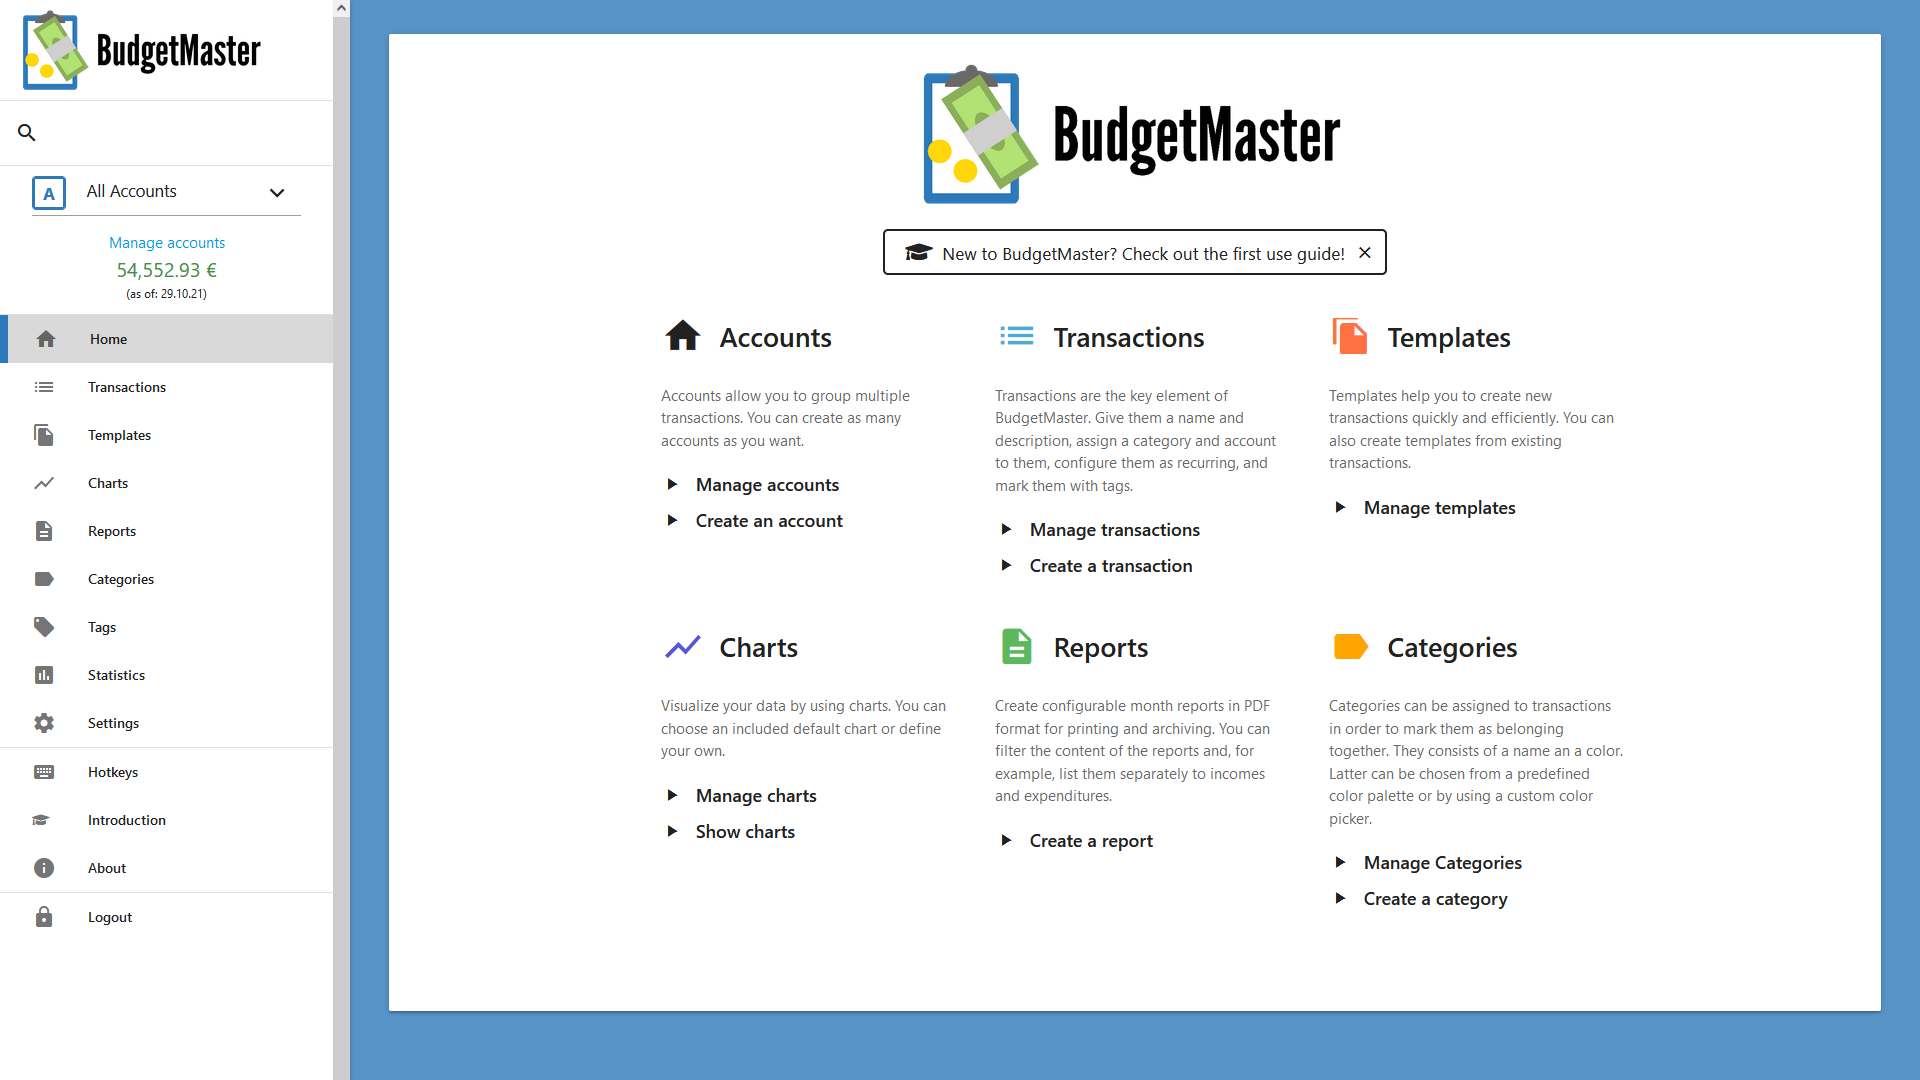 BudgetMaster
A All Accounts
Manage accounts
54,552.93 €
(as of: 29.10.21)
Home
Transactions
Templates
Charts
Reports
Categories
Tags
Statistics
Settings
Hotkeys
Introduction
About
Logout
BudgetMaster
New to BudgetMaster? Check out the first use guide!
Accounts
Accounts allow you to group multiple
transactions. You can create as many
accounts as you want.
Manage accounts
Create an account
Transactions
Transactions are the key element of
BudgetMaster. Give them a name and
description, assign a category and account
to them, configure them as recurring, and
mark them with tags.
Manage transactions
Create a transaction
Templates
Templates help you to create new
transactions quickly and efficiently. You can
also create templates from existing
transactions.
Manage templates
Charts
Visualize your data by using charts. You can
choose an included default chart or define
your own.
Manage charts
Show charts
Reports
Create configurable month reports in PDF
format for printing and archiving. You can
filter the content of the reports and, for
example, list them separately to incomes
and expenditures.
Create a report
Categories
Categories can be assigned to transactions
in order to mark them as belonging
together. They consists of a name an a color.
Latter can be chosen from a predefined
color palette or by using a custom color
picker.
Manage Categories
Create a category